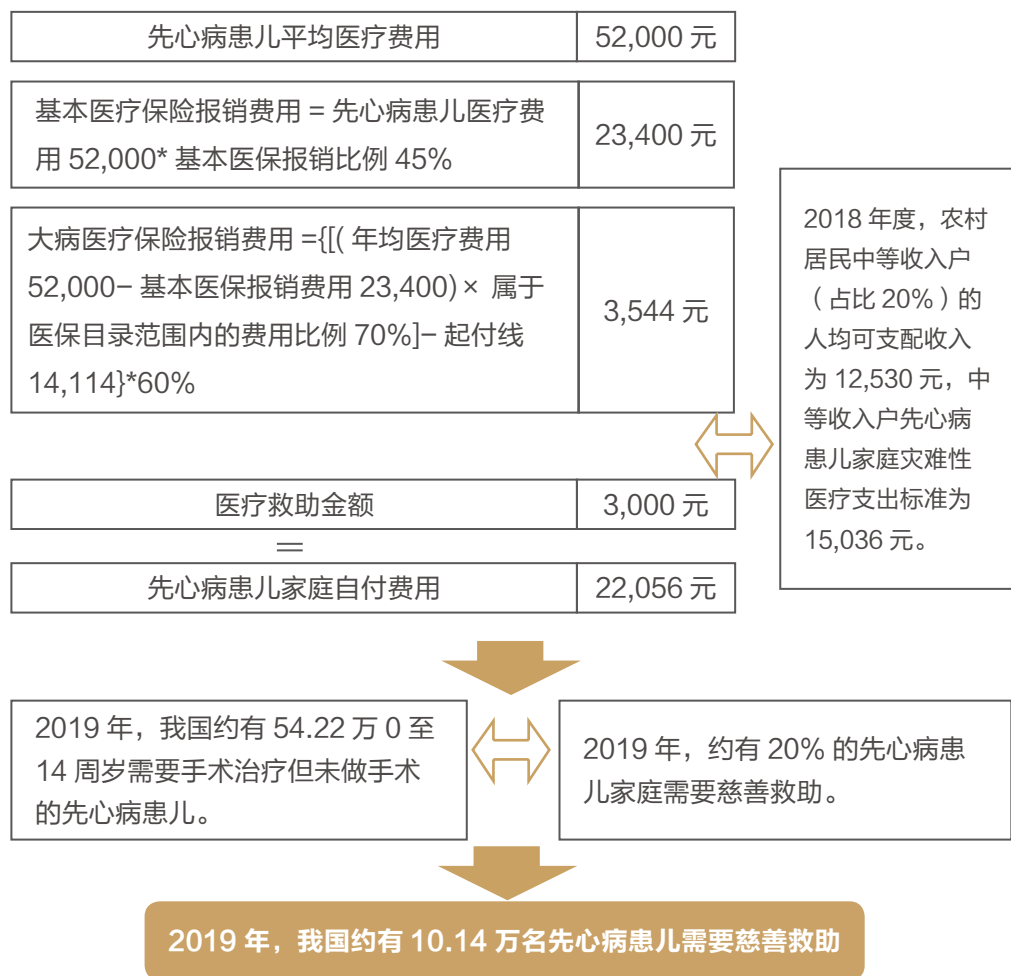 先心病患儿平均医疗费用
52,000 元
基本医疗保险报销费用 = 先心病患儿医疗费
用 52,000* 基本医保报销比例 45%
23,400 元
大病医疗保险报销费用 ={[( 年均医疗费用
52,000− 基本医保报销费用 23,400) × 属于
医保目录范围内的费用比例 70%]− 起付线
14,114}*60%
3,544 元
2018 年度，农村
居民中等收入户
（占比 20%）的
人均可支配收入
为 12,530 元，中
等收入户先心病
患儿家庭灾难性
医疗支出标准为
15,036 元。
医疗救助金额
3,000 元
=
先心病患儿家庭自付费用
22,056 元
2019 年，我国约有 54.22 万 0 至
14 周岁需要手术治疗但未做手术
的先心病患儿。
2019 年，约有 20% 的先心病患
儿家庭需要慈善救助。
2019 年，我国约有 10.14 万名先心病患儿需要慈善救助